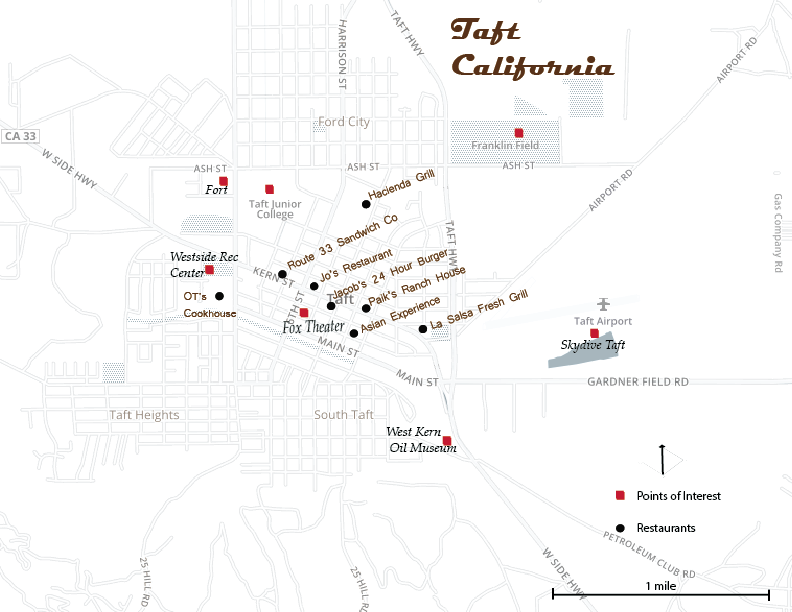 Taft
California
HARRISON ST
TAFT HWY
AIRPORT RD
Ford City
CA 33
W SIDE HWY
Franklin Field
ASH ST
ASH ST
ASH ST
Fort
Taft Junior
College
Hacienda Grill
AIRPORT RD
Gas Company Rd
Route 33 Sandwich Co
TAFT HW
Westside Rec
Center
KERN ST
Jo's Restaurant
Jacob's 24 Hour Burger
Paik's Ranch House
OT's
Cookhouse
6TH ST
Taft
Asian Experience
La Salsa Fresh Grill
Fox Theater
Taft Airport
Skydive Taft
MAIN ST
MAIN ST
GARDNER FIELD RD
Taft Heights
South Taft
West Kern
Oil Museum
Points of Interest
Restaurants
25 HILL RD
25 HILL RD
W SIDE HWY
PETROLEUM CLUB RD
1 mile